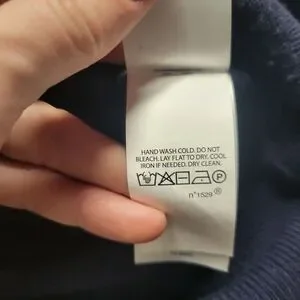 HAND WASH COLD. DO NOT
BLEACH. LAY FLAT TO DRY. COOL
IRON IF NEEDED. DRY CLEAN.
P
n°1529 ®